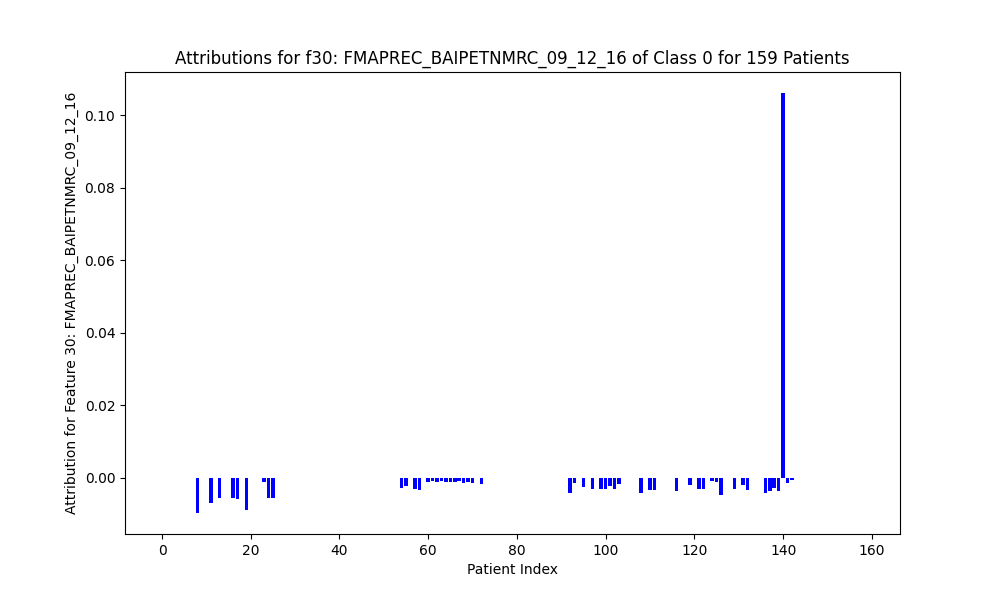 Attributions for f30: FMAPREC_BAIPETNMRC_09_12_16 of Class 0 for 159 Patients
Attribution for Feature 30: FMAPREC_BAIPETNMRC_09_12_16
0.10
0.08
0.06
0.04
0.02
0.00
0 20 40 60 80 100 120 140 160
Patient Index